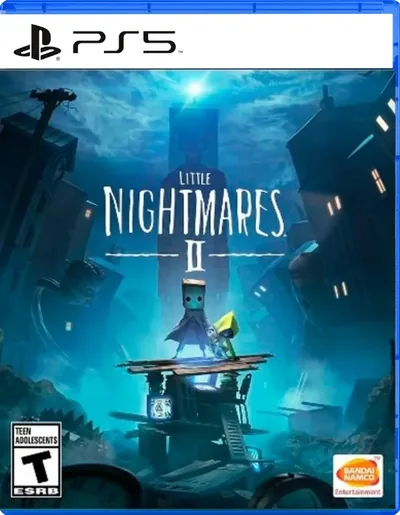 PS5
LITTLE
NIGHTMARES
II
TEEN
ADOLESCENTS
T
ESRB
BANDAI
NAMCO
Entertainment